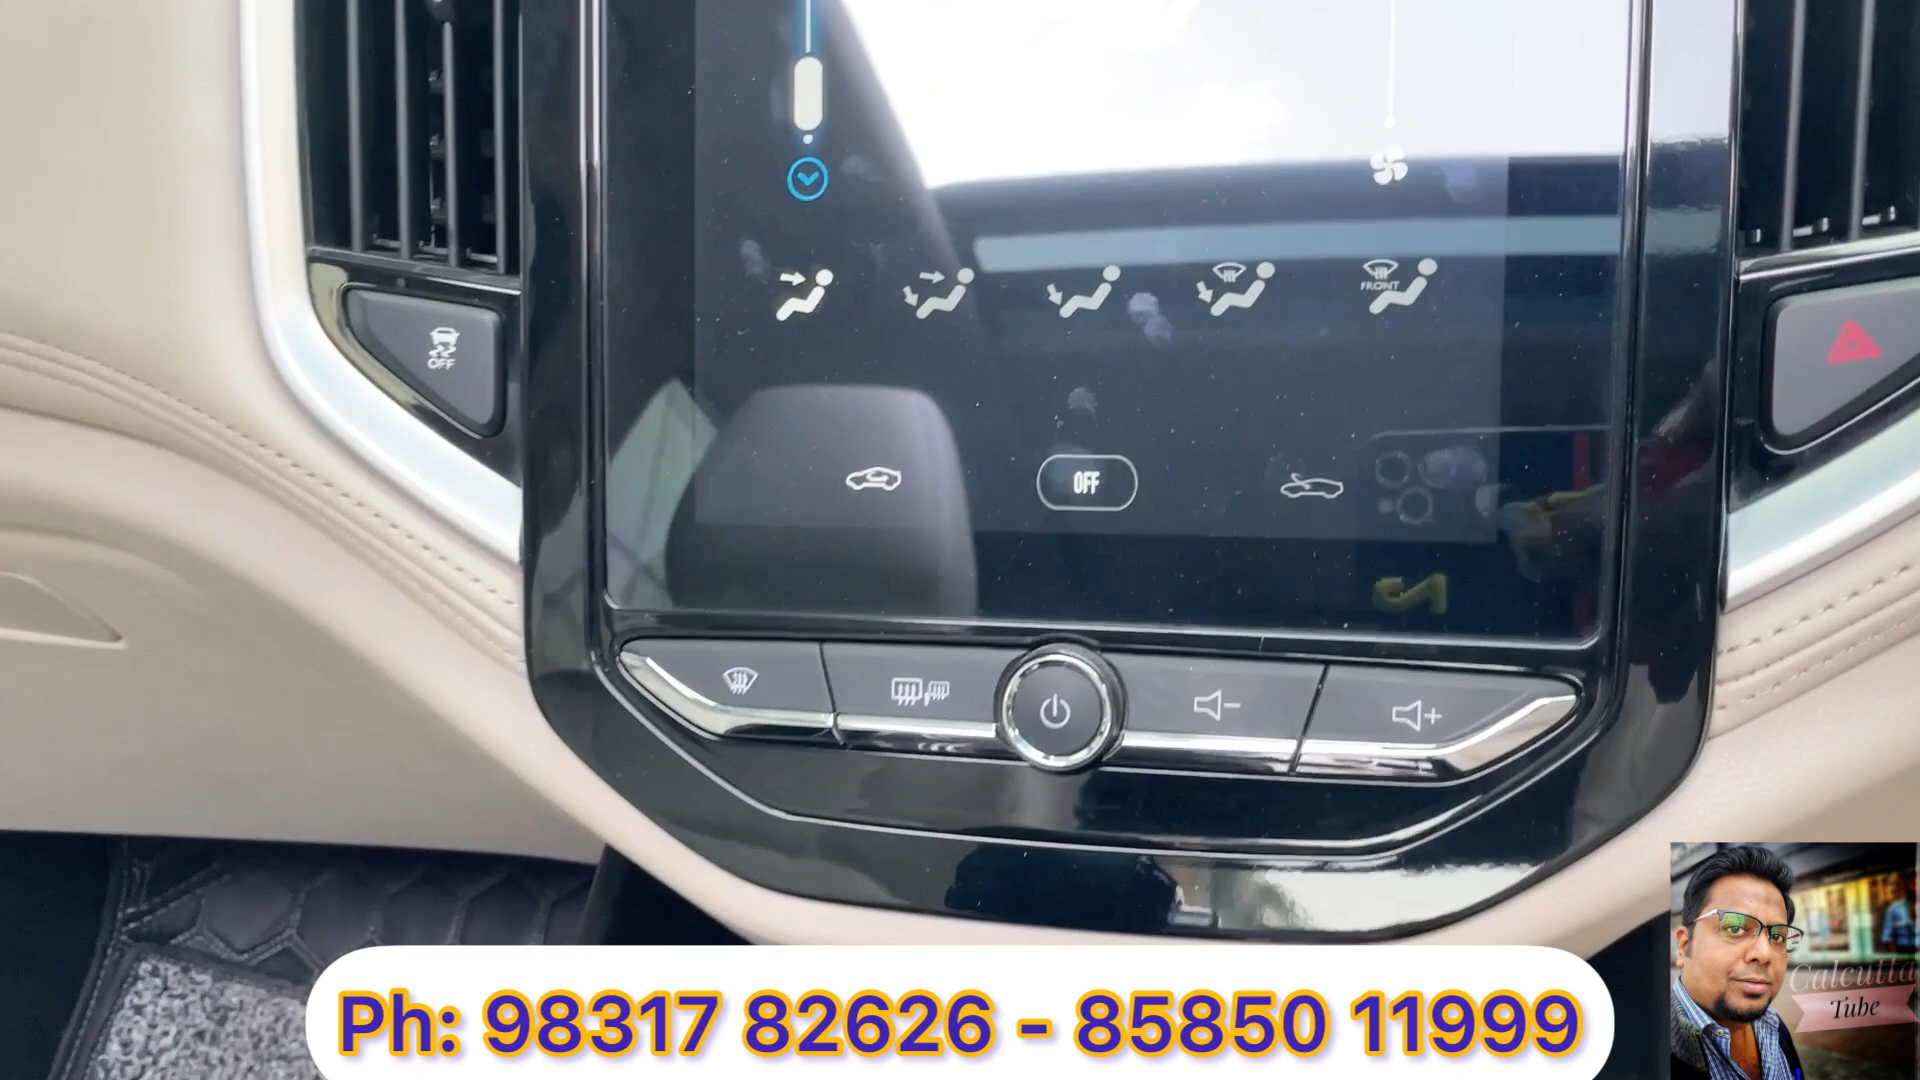 FRONT
OFF
OFF
Ph: 98317 82626 - 85850 11999
Calcutta
Tube